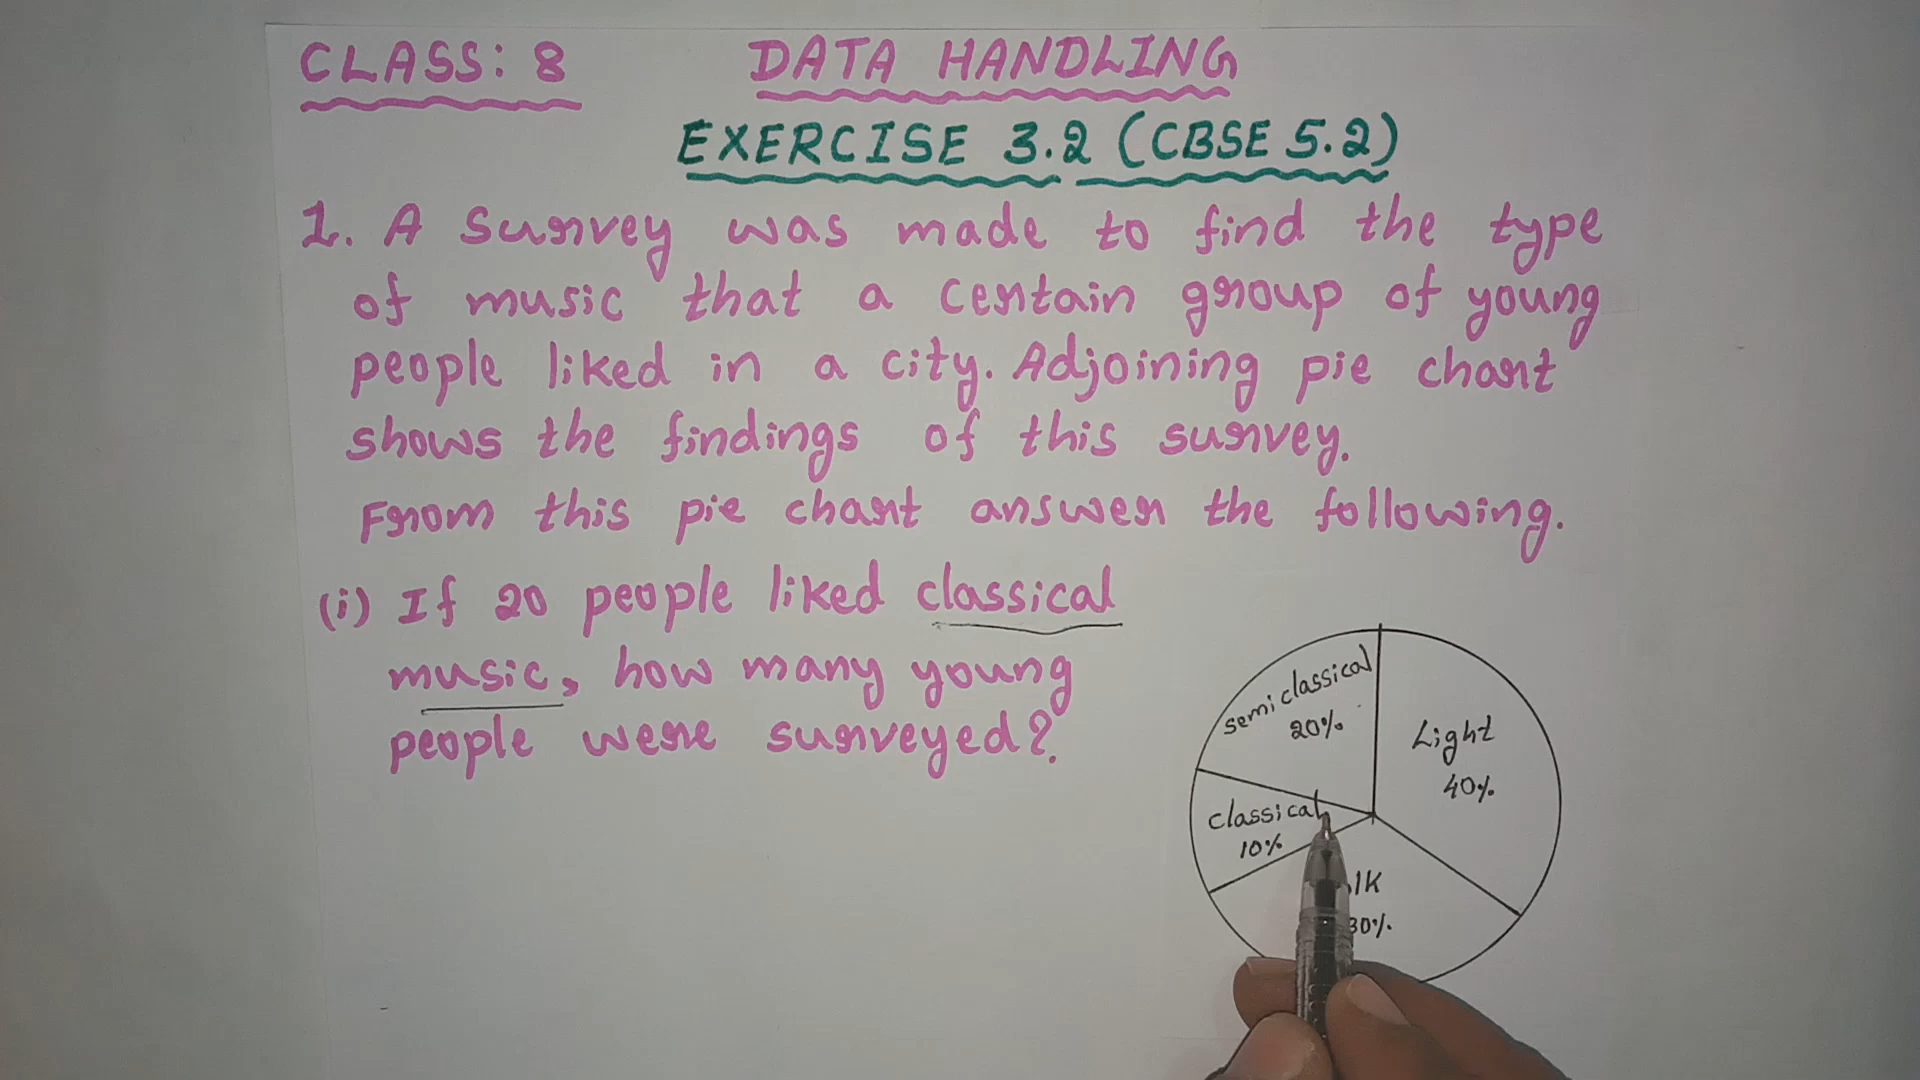 CLASS: 8 DATA HANDLING
EXERCISE 3.2 (CBSE 5.2)
1. A survey was made to find the type
of music that a certain group of young
people liked in a city. Adjoining pie chart
shows the findings of this survey.
From this pie chart answer the following.
(i) If 20 people liked classical
music, how many young
people were surveyed?
semi classical
20%
Light
40%
classical
10%
lk
30%